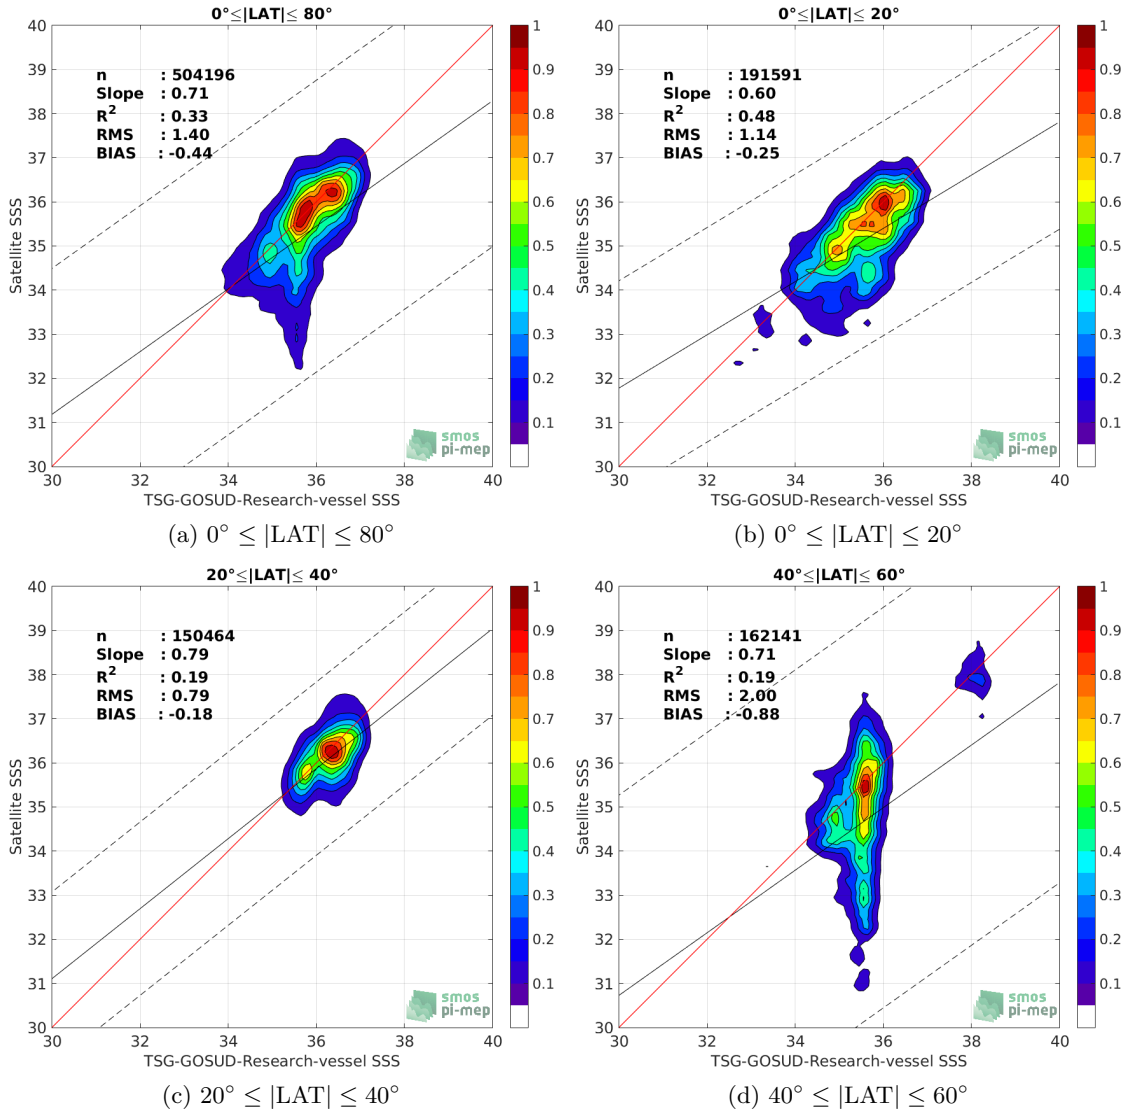 0°≤|LAT|≤ 80°
n : 504196
Slope : 0.71
R² : 0.33
RMS : 1.40
BIAS : -0.44
40
39
38
37
36
35
34
33
32
31
30
Satellite SSS
30 32 34 36 38 40
TSG-GOSUD-Research-vessel SSS
smos
pi-mep
1
0.9
0.8
0.7
0.6
0.5
0.4
0.3
0.2
0.1
(a) 0° ≤ |LAT| ≤ 80°
0°≤|LAT|≤ 20°
n : 191591
Slope : 0.60
R² : 0.48
RMS : 1.14
BIAS : -0.25
40
39
38
37
36
35
34
33
32
31
30
Satellite SSS
30 32 34 36 38 40
TSG-GOSUD-Research-vessel SSS
smos
pi-mep
1
0.9
0.8
0.7
0.6
0.5
0.4
0.3
0.2
0.1
(b) 0° ≤ |LAT| ≤ 20°
20°≤|LAT|≤ 40°
n : 150464
Slope : 0.79
R² : 0.19
RMS : 0.79
BIAS : -0.18
40
39
38
37
36
35
34
33
32
31
30
Satellite SSS
30 32 34 36 38 40
TSG-GOSUD-Research-vessel SSS
smos
pi-mep
1
0.9
0.8
0.7
0.6
0.5
0.4
0.3
0.2
0.1
(c) 20° ≤ |LAT| ≤ 40°
40°≤|LAT|≤ 60°
n : 162141
Slope : 0.71
R² : 0.19
RMS : 2.00
BIAS : -0.88
40
39
38
37
36
35
34
33
32
31
30
Satellite SSS
30 32 34 36 38 40
TSG-GOSUD-Research-vessel SSS
smos
pi-mep
1
0.9
0.8
0.7
0.6
0.5
0.4
0.3
0.2
0.1
(d) 40° ≤ |LAT| ≤ 60°